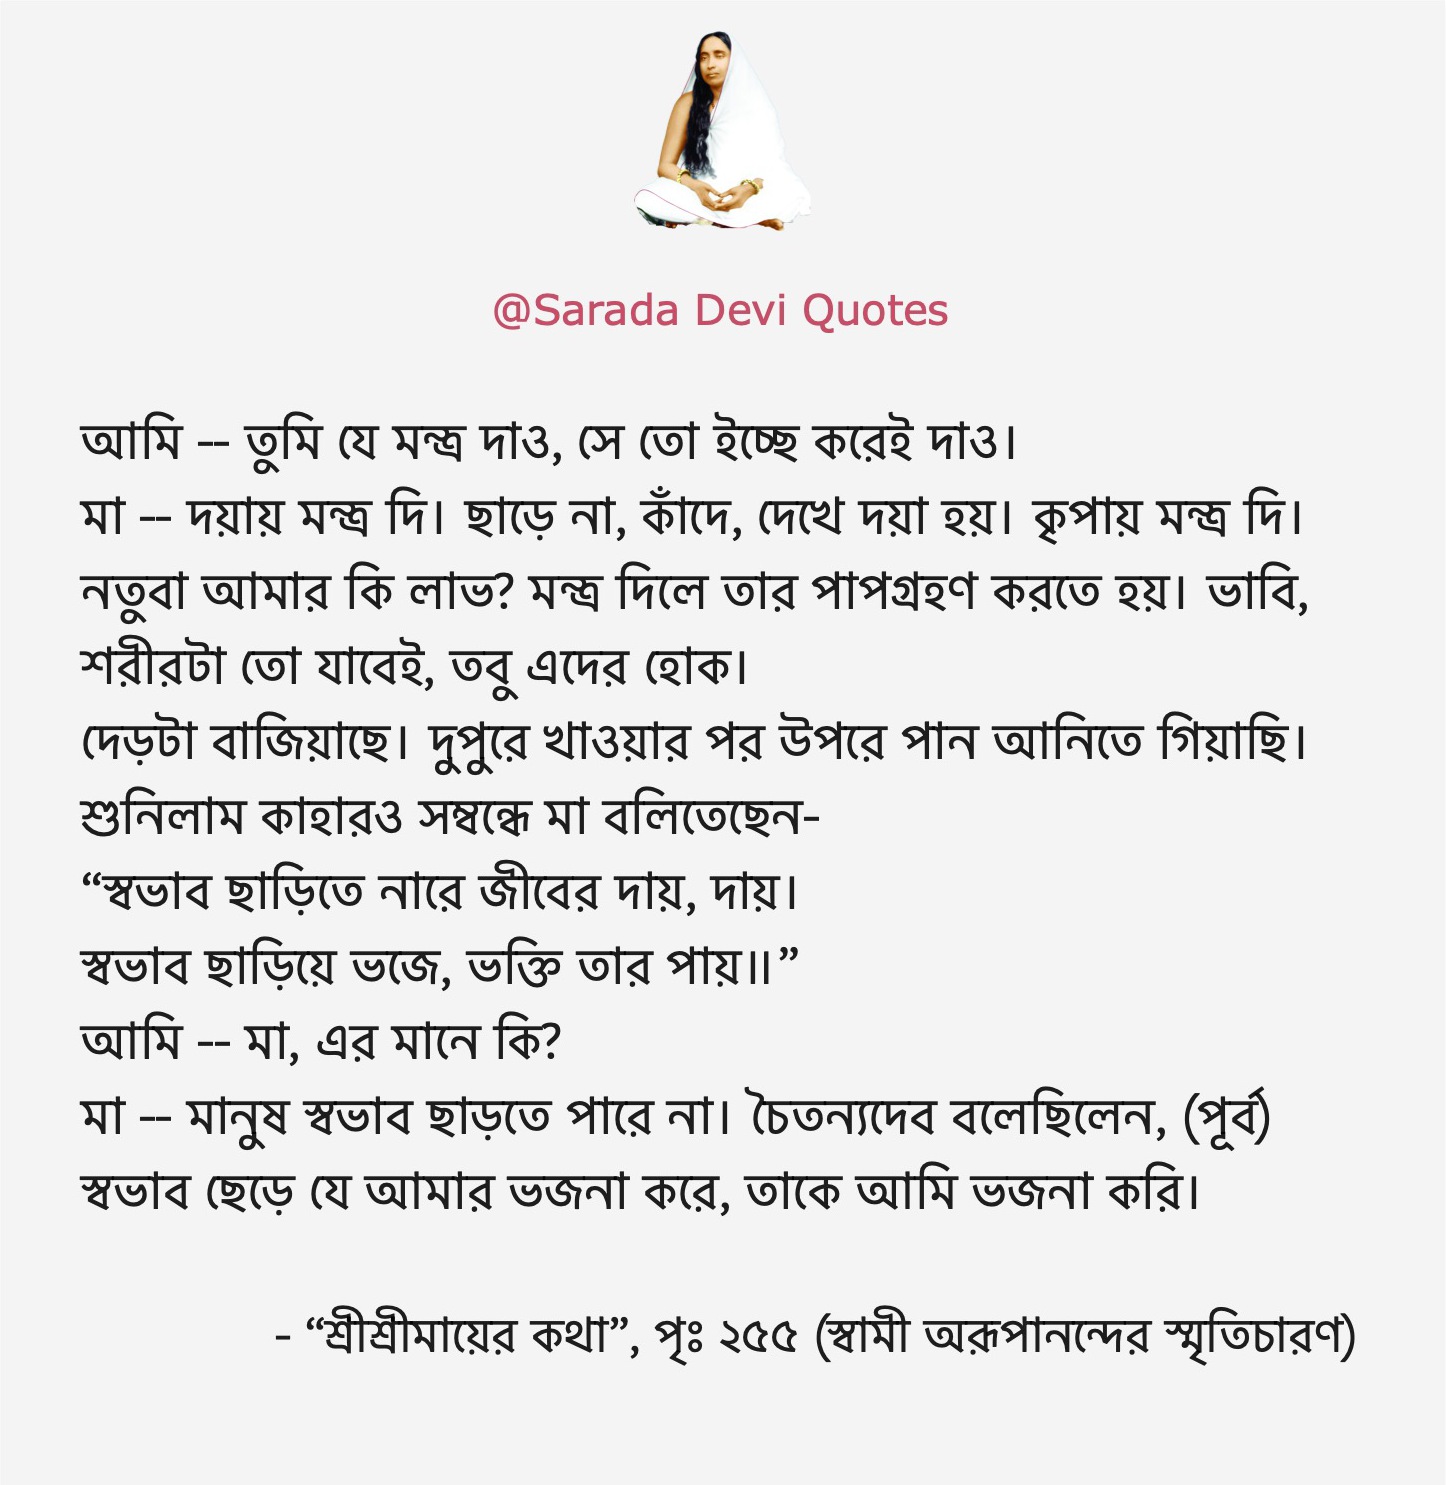 @Sarada Devi Quotes
আমি -- তুমি যে মন্ত্র দাও, সে তো ইচ্ছে করেই দাও।
মা -- দয়ায় মন্ত্র দি। ছাড়ে না, কাঁদে, দেখে দয়া হয়। কৃপায় মন্ত্র দি।
নতুবা আমার কি লাভ? মন্ত্র দিলে তার পাপগ্রহণ করতে হয়। ভাবি,
শরীরটা তো যাবেই, তবু এদের হোক।
দেড়টা বাজিয়াছে। দুপুরে খাওয়ার পর উপরে পান আনিতে গিয়াছি।
শুনিলাম কাহারও সম্বন্ধে মা বলিতেছেন-
“স্বভাব ছাড়িতে নারে জীবের দায়, দায়।
স্বভাব ছাড়িয়ে ভজে, ভক্তি তার পায়॥”
আমি -- মা, এর মানে কি?
মা -- মানুষ স্বভাব ছাড়তে পারে না। চৈতন্যদেব বলেছিলেন, (পূর্ব)
স্বভাব ছেড়ে যে আমার ভজনা করে, তাকে আমি ভজনা করি।
- “শ্রীশ্রীমায়ের কথা”, পৃঃ ২৫৫ (স্বামী অরূপানন্দের স্মৃতিচারণ)